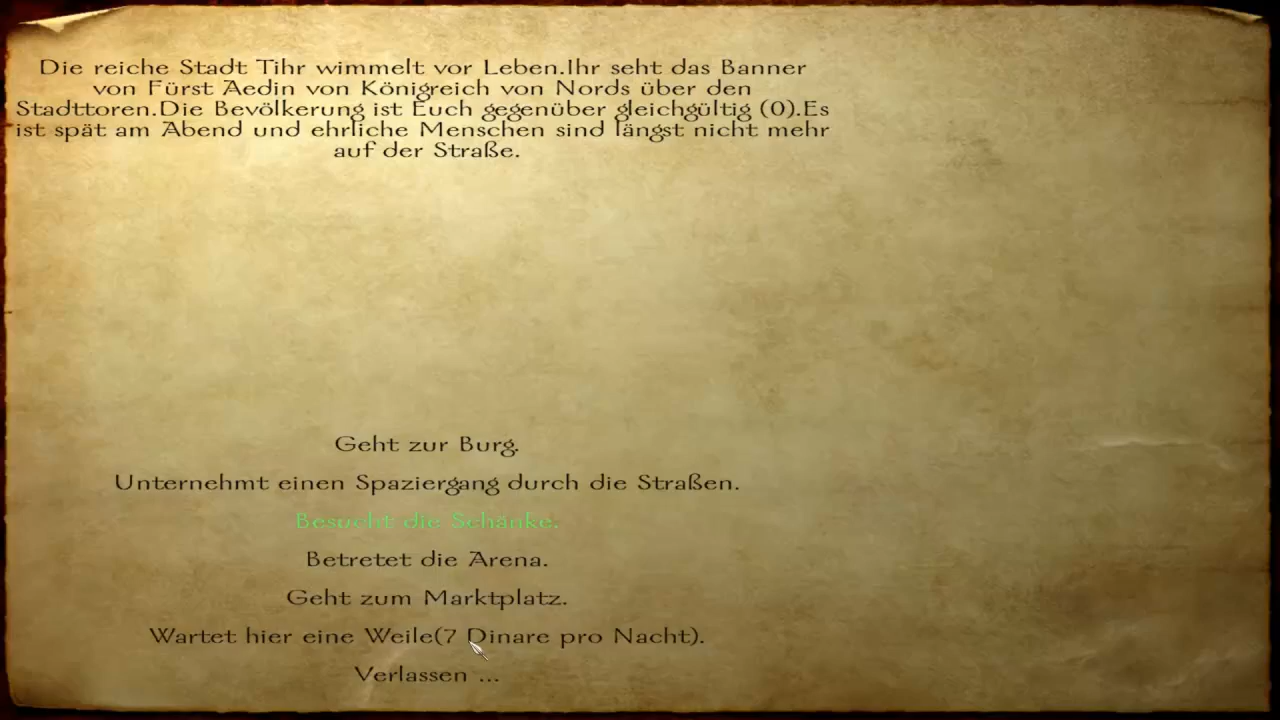 Die reiche Stadt Tihr wimmelt vor Leben.Ihr seht das Banner
von Fürst Aedin von Königreich von Nords über den
Stadttoren.Die Bevölkerung ist Euch gegenüber gleichgültig (0).Es
ist spät am Abend und ehrliche Menschen sind längst nicht mehr
auf der Straße.
Geht zur Burg.
Unternehmt einen Spaziergang durch die Straßen.
Besucht die Schänke.
Betretet die Arena.
Geht zum Marktplatz.
Wartet hier eine Weile(7 Dinare pro Nacht).
Verlassen ...